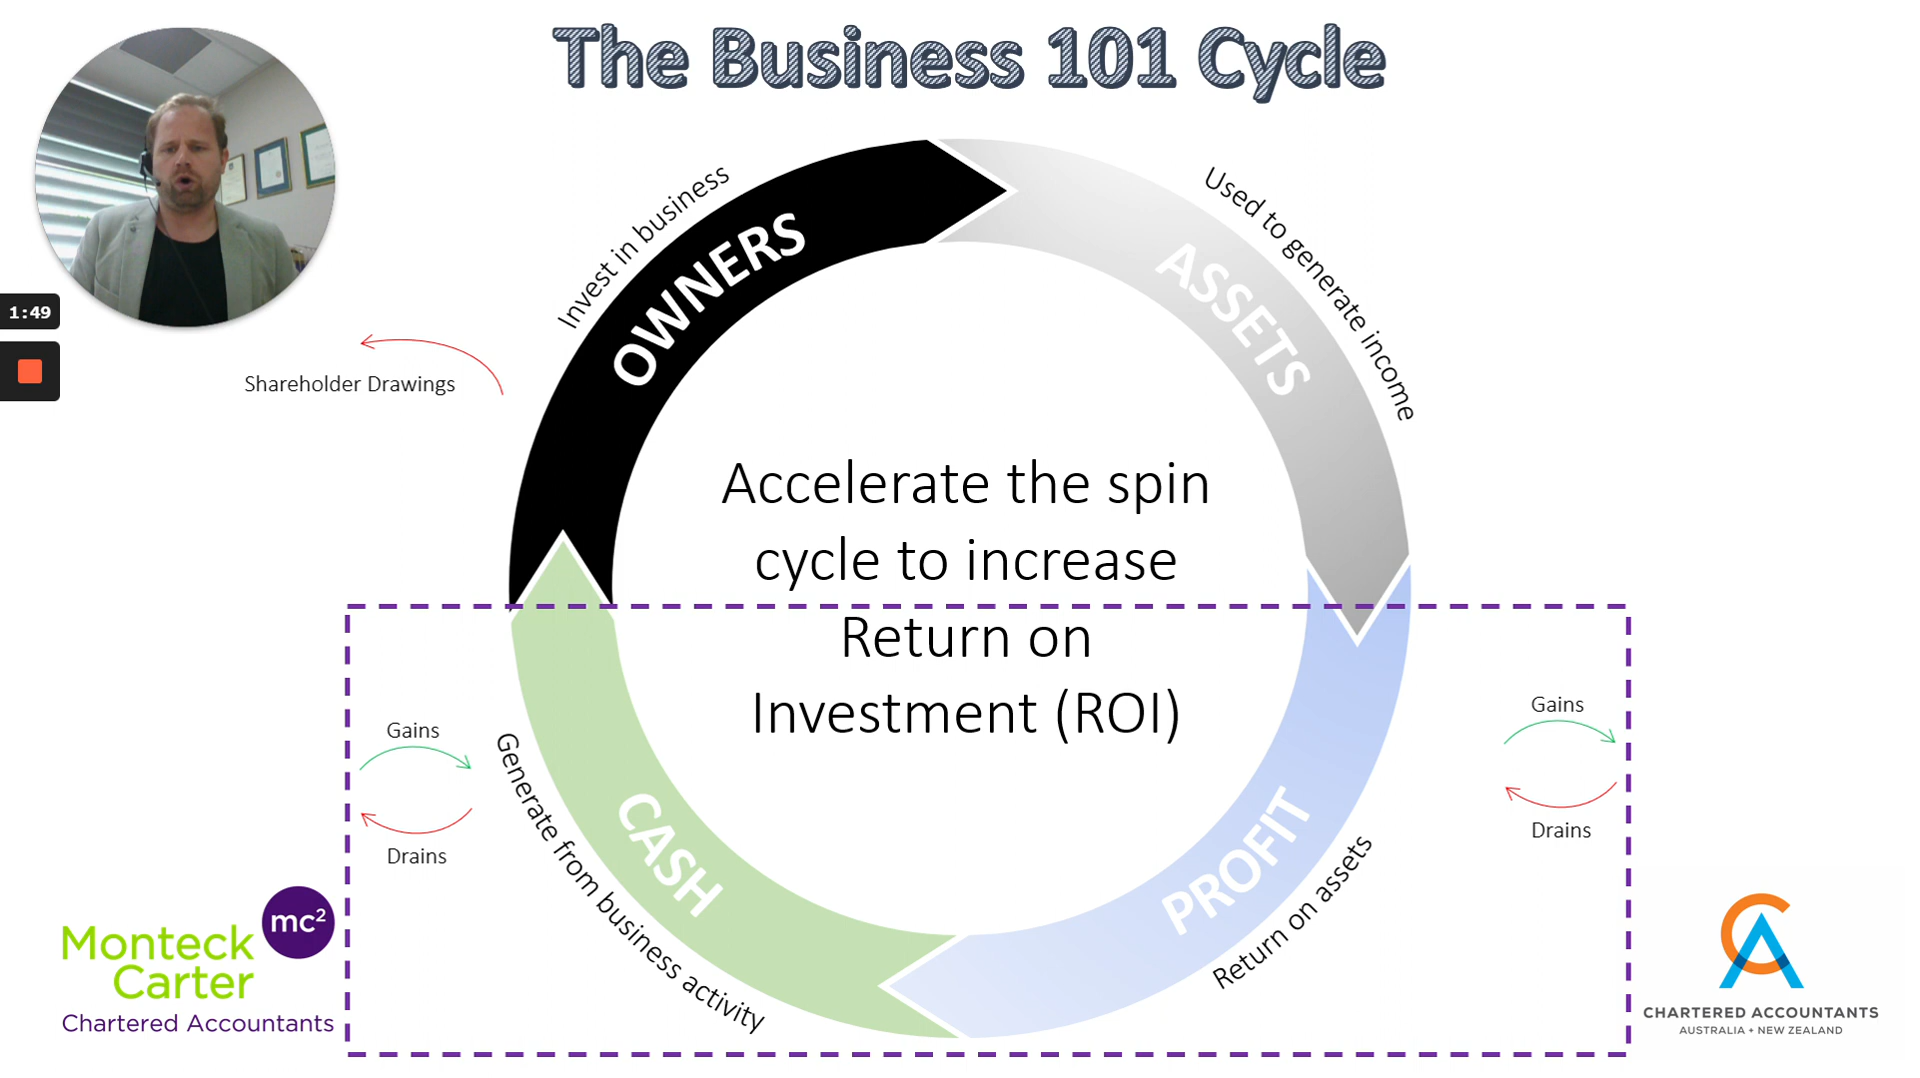 The Business 101 Cycle
1:49
Invest in business
OWNERS
Used to generate income
ASSETS
Shareholder Drawings
Accelerate the spin
cycle to increase
Return on
Investment (ROI)
Gains
Drains
Generate from business activity
CASH
PROFIT
Return on assets
Gains
Drains
mc²
Monteck
Carter
Chartered Accountants
CA
CHARTERED ACCOUNTANTS
AUSTRALIA + NEW ZEALAND